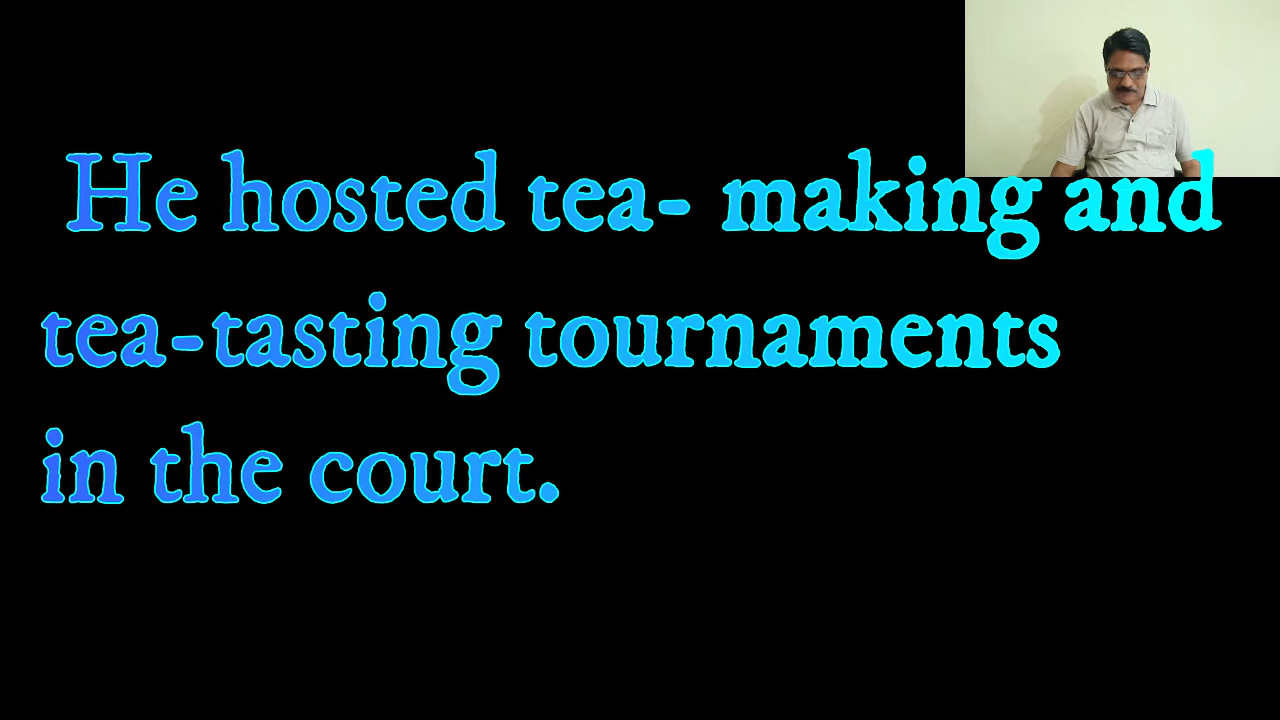 He hosted tea- making and
tea-tasting tournaments
in the court.